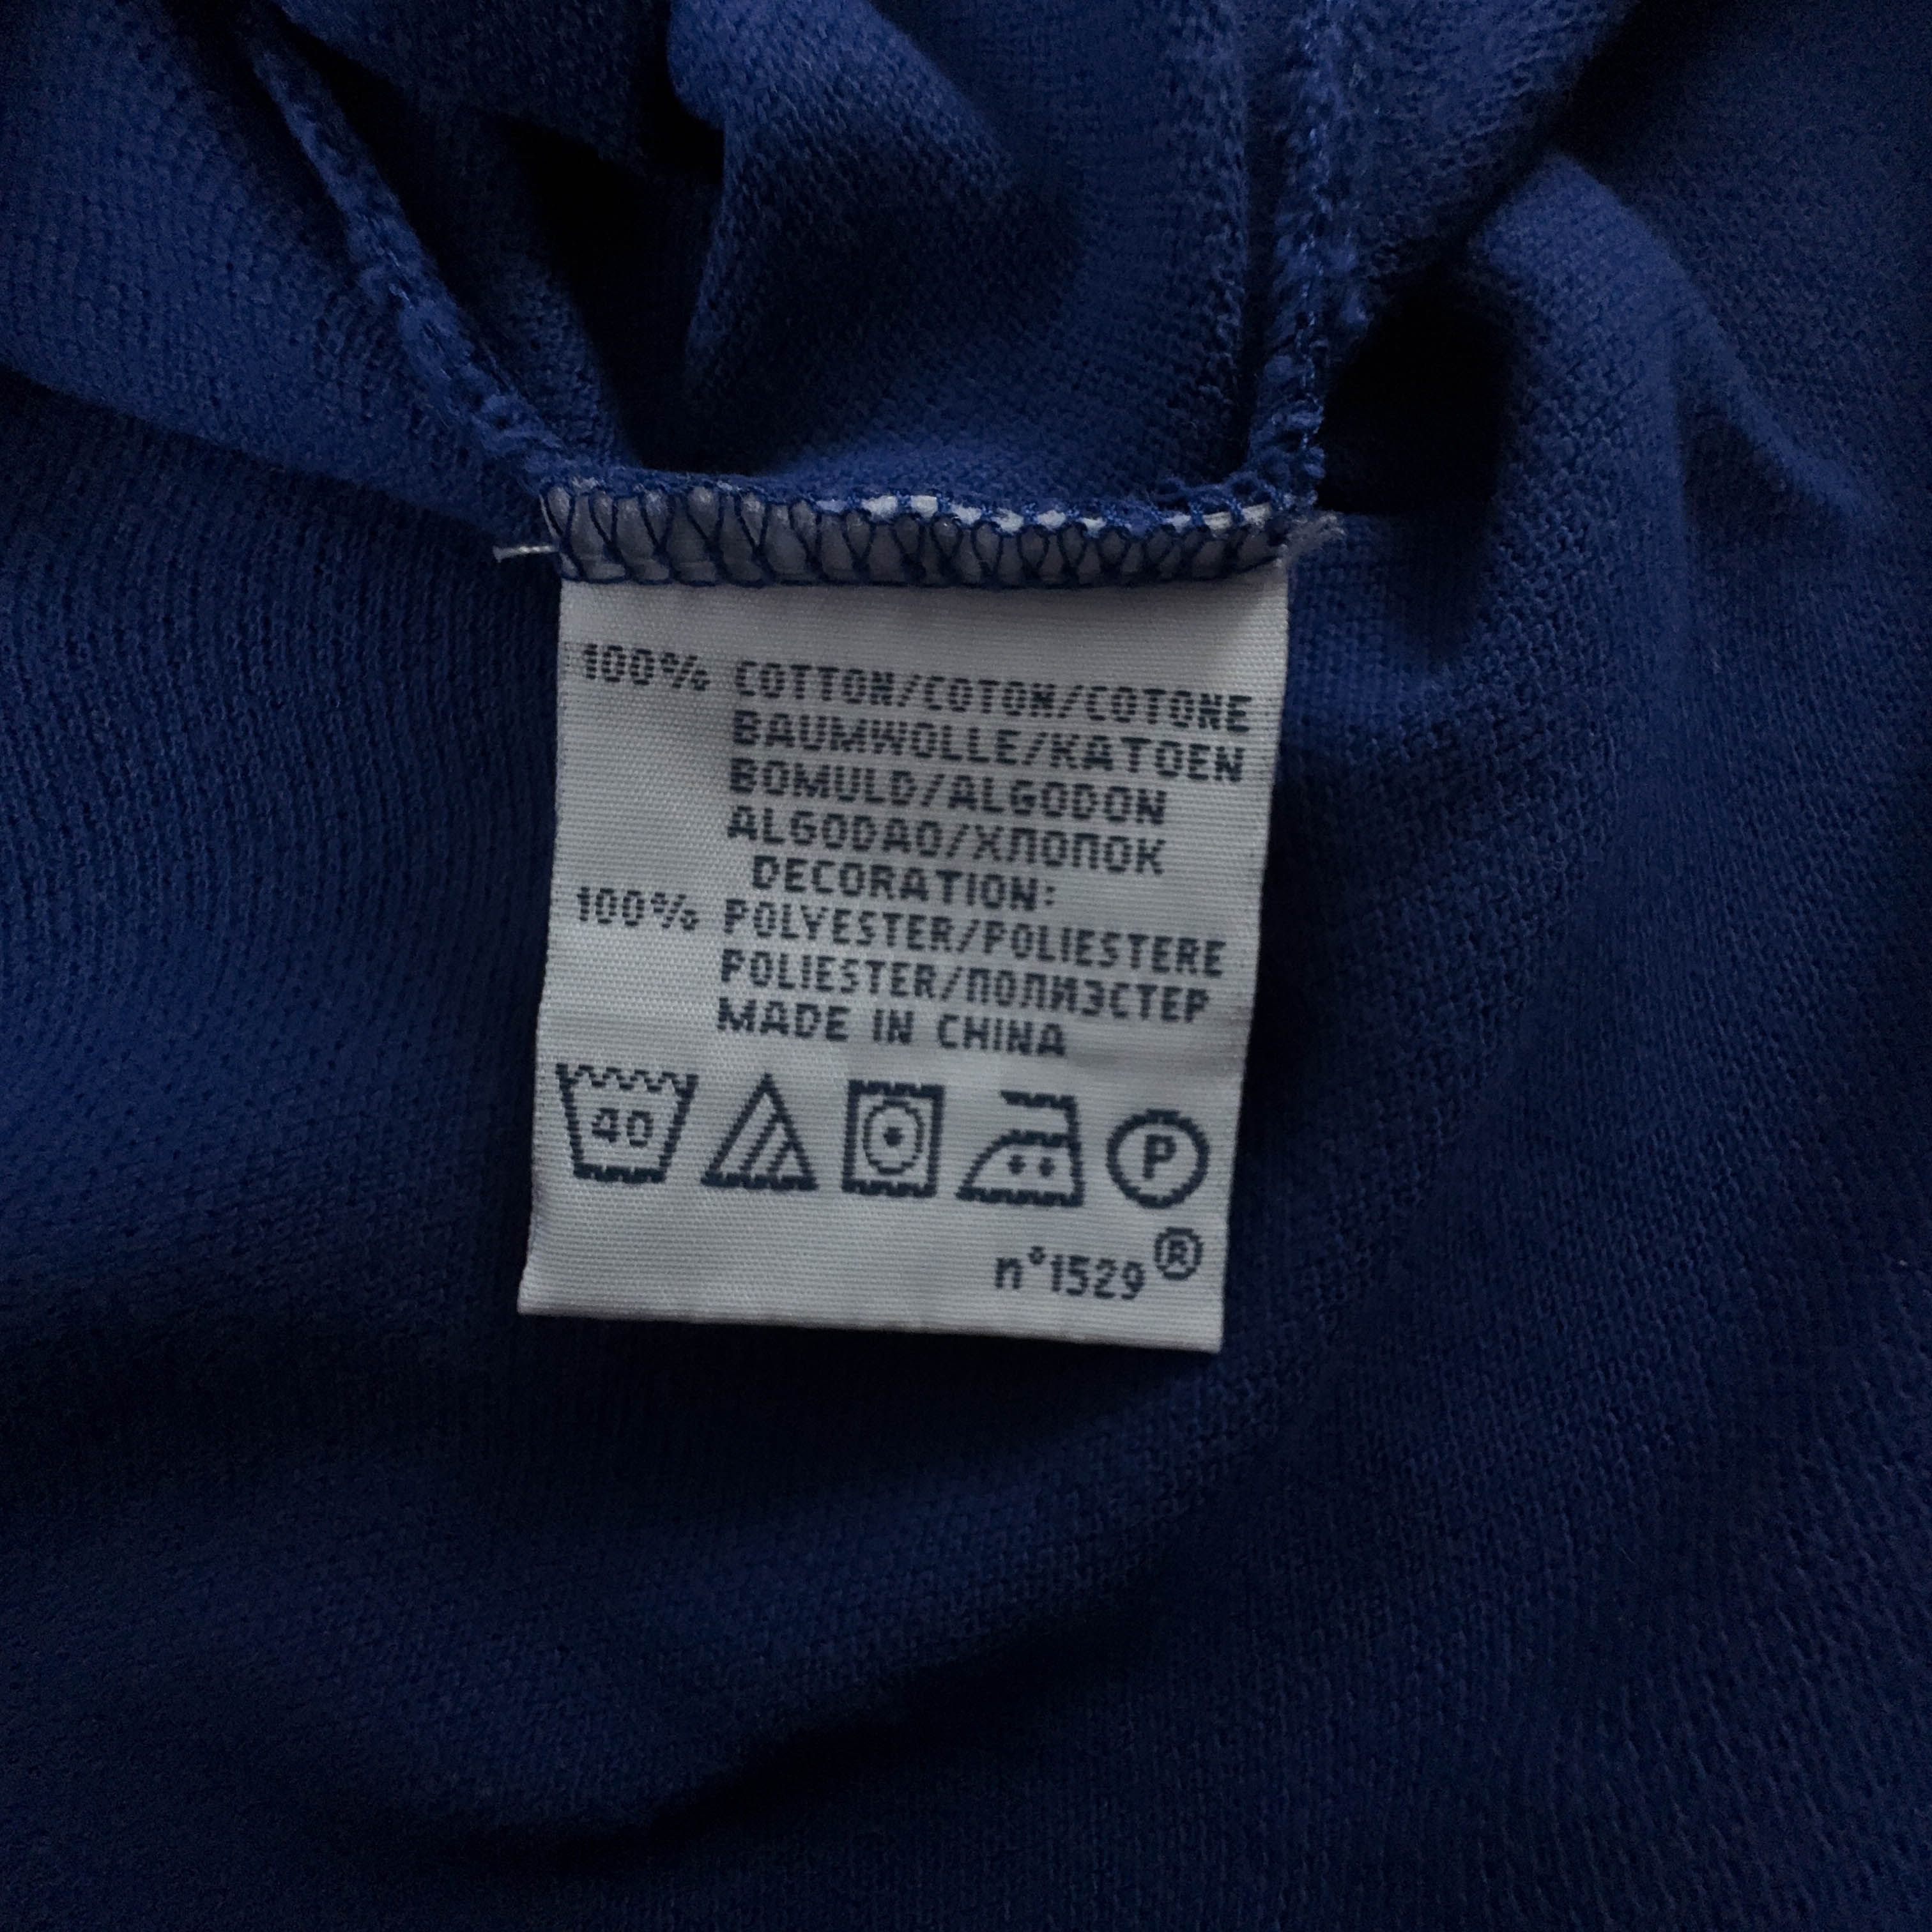 100% COTTON/COTON/COTONE
BAUMWOLLE/KATOEN
BOMULD/ALGODON
ALGODAO/ХЛОПОК
DECORATION:
100% POLYESTER/POLIESTERE
POLIESTER/ПОЛИЭСТЕР
MADE IN CHINA
40 P
n°1529®